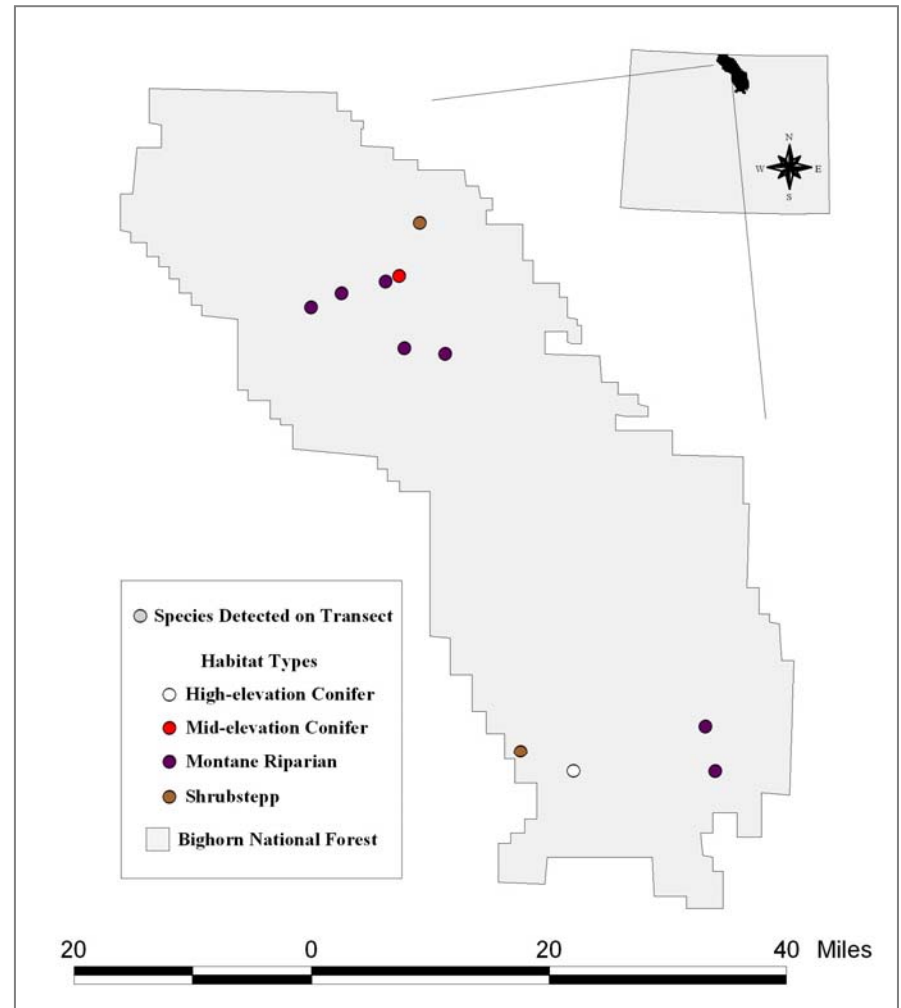 N
W E
S
Species Detected on Transect
Habitat Types
High-elevation Conifer
Mid-elevation Conifer
Montane Riparian
Shrubstepp
Bighorn National Forest
20 0 20 40 Miles